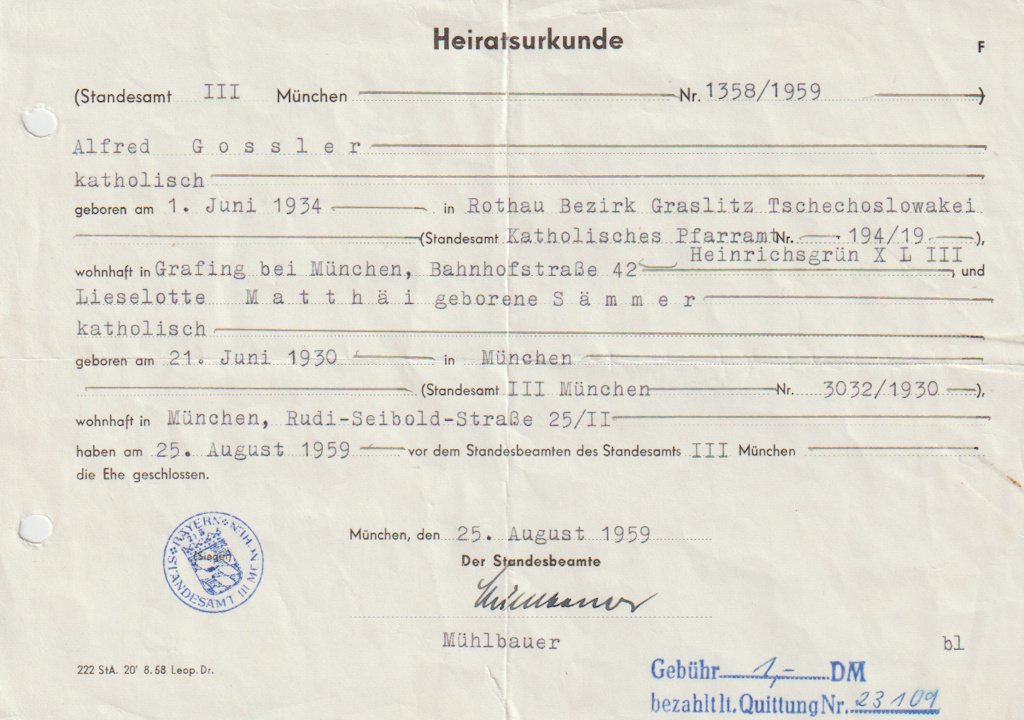 Heiratsurkunde
F
(Standesamt III München Nr. 1358/1959 )
Alfred Gossler
katholisch
geboren am 1. Juni 1934 in Rothau Bezirk Graslitz Tschechoslowakei
(Standesamt Katholisches Pfarramt Nr. - 194/19 - ),
Heinrichsgrün X L III
wohnhaft in Grafing bei München, Bahnhofstraße 42 , und
Lieselotte Matthäi geborene Sämmer
katholisch
geboren am 21. Juni 1930 in München
(Standesamt III München Nr. 3032/1930 ),
wohnhaft in München, Rudi-Seibold-Straße 25/II
haben am 25. August 1959 vor dem Standesbeamten des Standesamts III München
die Ehe geschlossen.
München, den 25. August 1959
Der Standesbeamte
BAYERN
(Siegel)
STANDESAMT III MÜNCHEN
Mühlbauer
Mühlbauer
bl
222 StA. 20' 8.58 Leop. Dr.
Gebühr 1,- DM
bezahlt lt. Quittung Nr. 23109